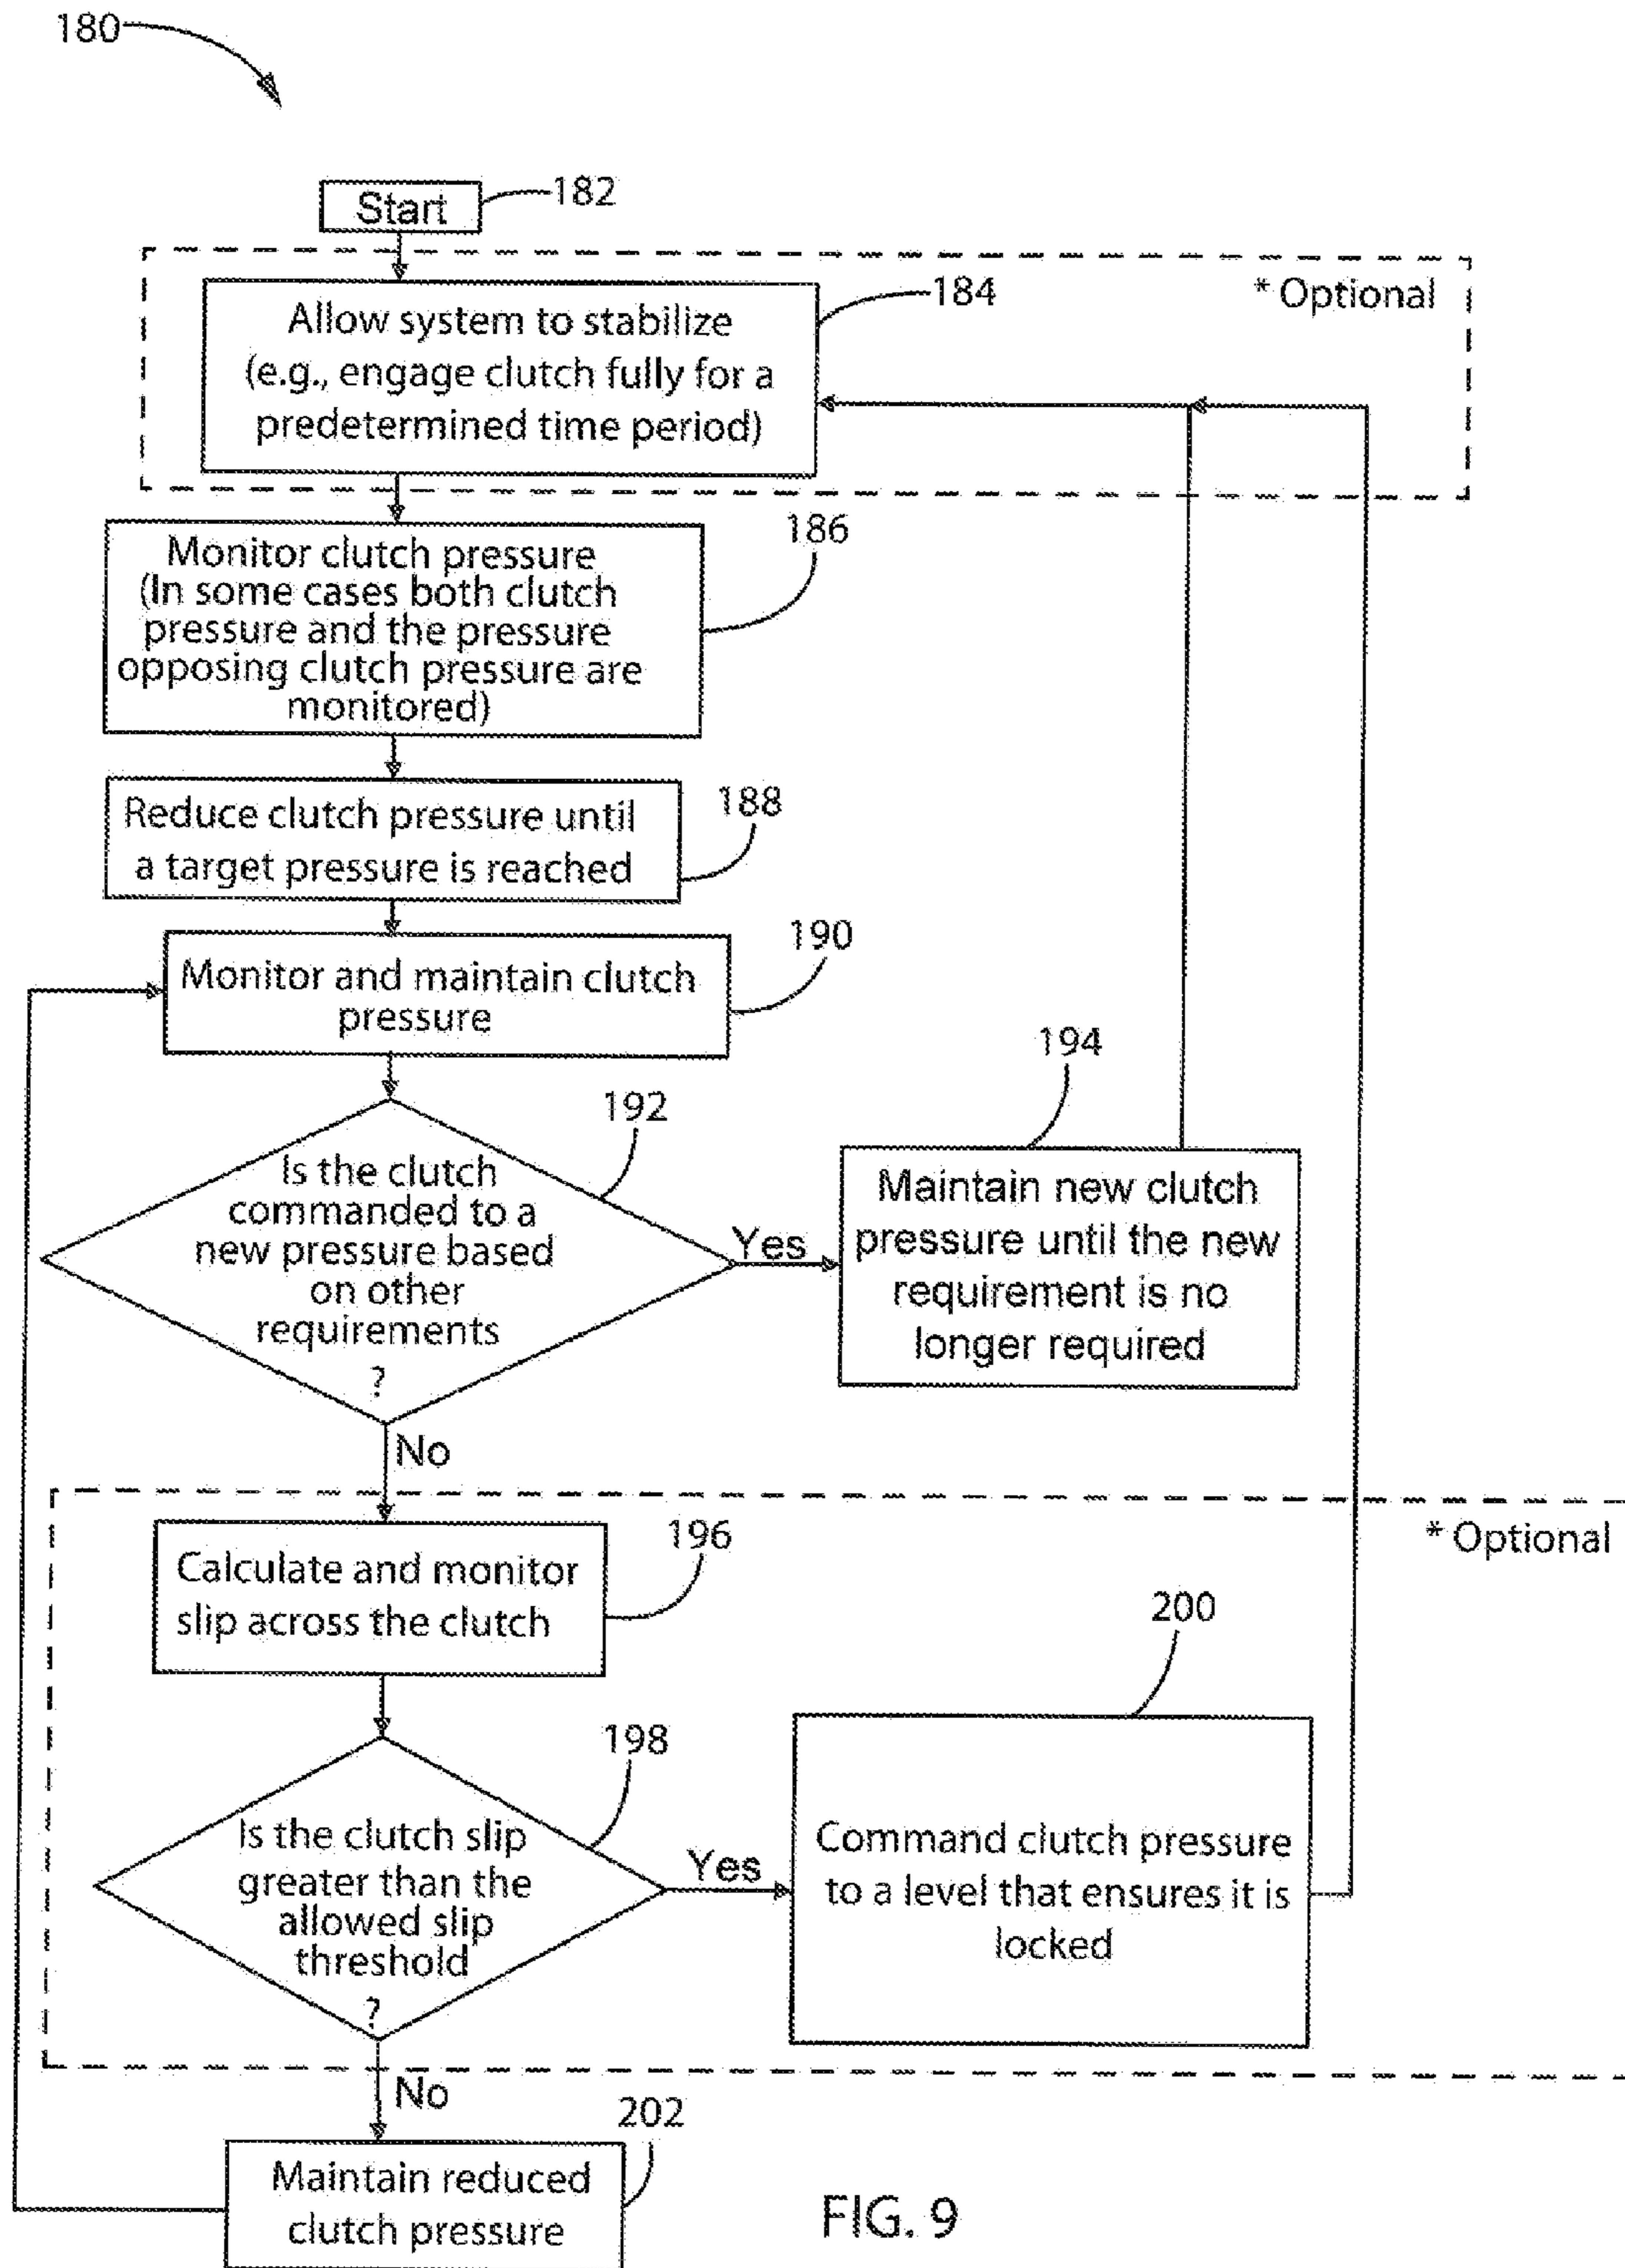 180
Start
182
* Optional
184
Allow system to stabilize
(e.g., engage clutch fully for a
predetermined time period)
186
Monitor clutch pressure
(In some cases both clutch
pressure and the pressure
opposing clutch pressure are
monitored)
188
Reduce clutch pressure until
a target pressure is reached
190
Monitor and maintain clutch
pressure
192
Is the clutch
commanded to a
new pressure based
on other
requirements
?
Yes
194
Maintain new clutch
pressure until the new
requirement is no
longer required
No
* Optional
196
Calculate and monitor
slip across the clutch
198
Is the clutch slip
greater than the
allowed slip
threshold
?
Yes
200
Command clutch pressure
to a level that ensures it is
locked
No
202
Maintain reduced
clutch pressure
FIG. 9